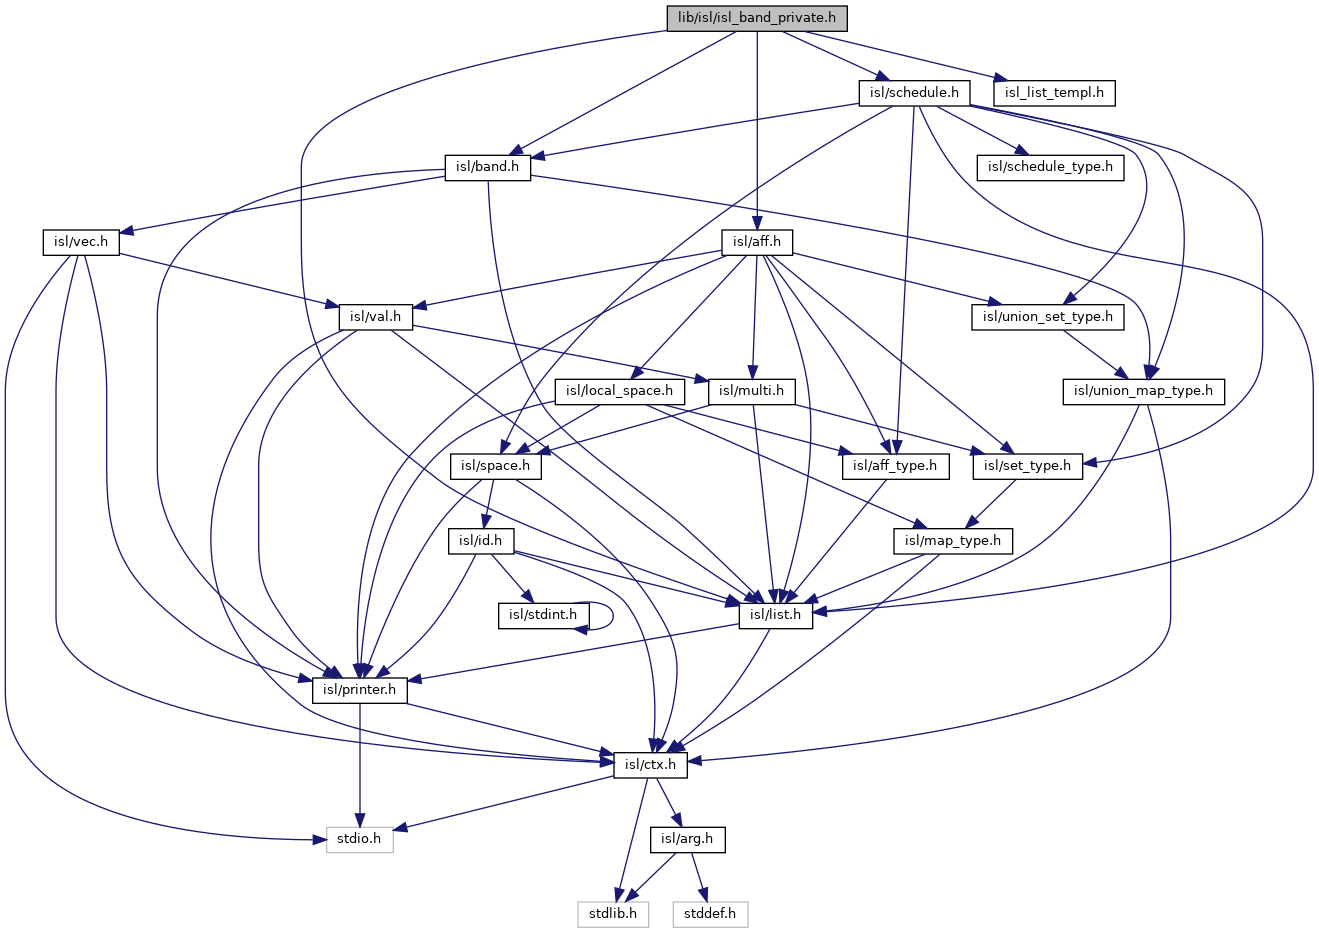 lib/isl/isl_band_private.h
isl/schedule.h
isl_list_templ.h
isl/band.h
isl/schedule_type.h
isl/vec.h
isl/aff.h
isl/val.h
isl/union_set_type.h
isl/local_space.h
isl/multi.h
isl/union_map_type.h
isl/space.h
isl/aff_type.h
isl/set_type.h
isl/id.h
isl/map_type.h
isl/stdint.h
isl/list.h
isl/printer.h
isl/ctx.h
stdio.h
isl/arg.h
stdlib.h
stddef.h